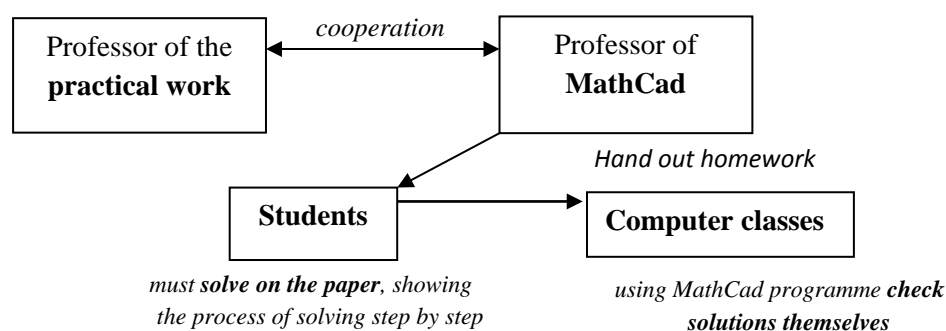 Professor of the
practical work
cooperation
Professor of
MathCad
Hand out homework
Students
Computer classes
must solve on the paper, showing
the process of solving step by step
using MathCad programme check
solutions themselves